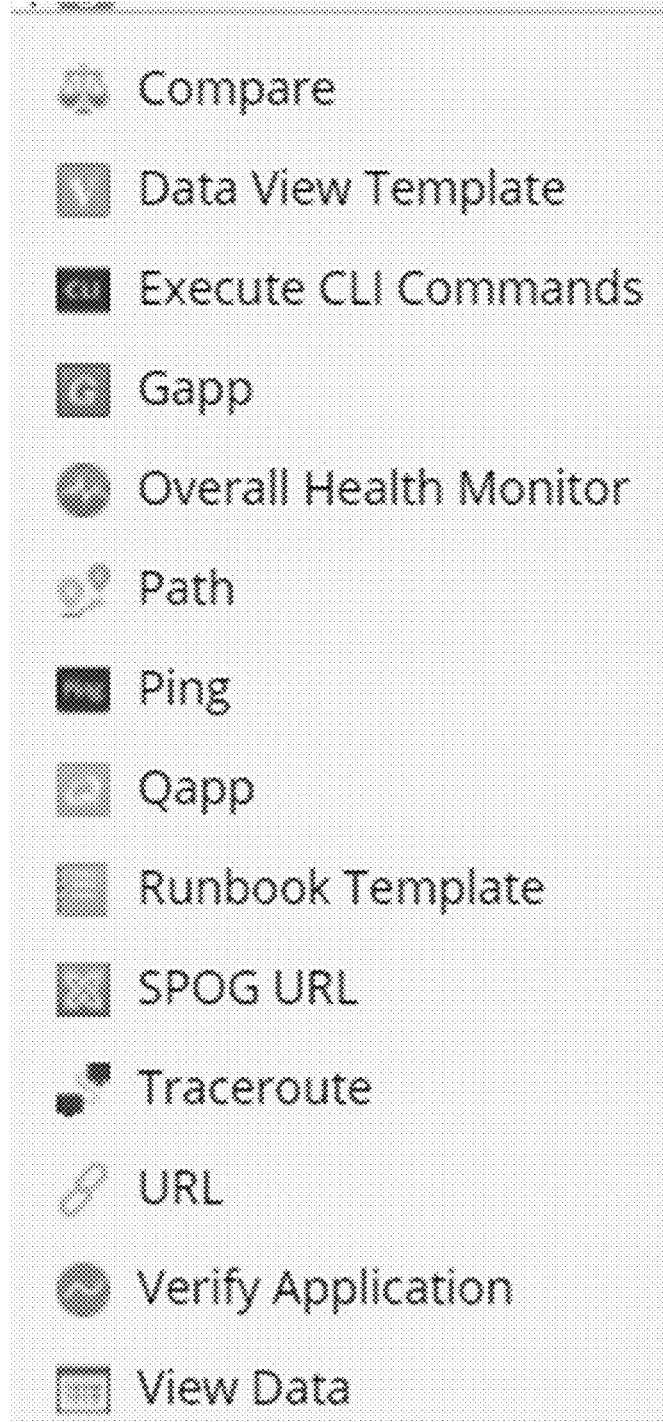 Compare
Data View Template
Execute CLI Commands
Gapp
Overall Health Monitor
Path
Ping
Qapp
Runbook Template
SPOG URL
Traceroute
URL
Verify Application
View Data